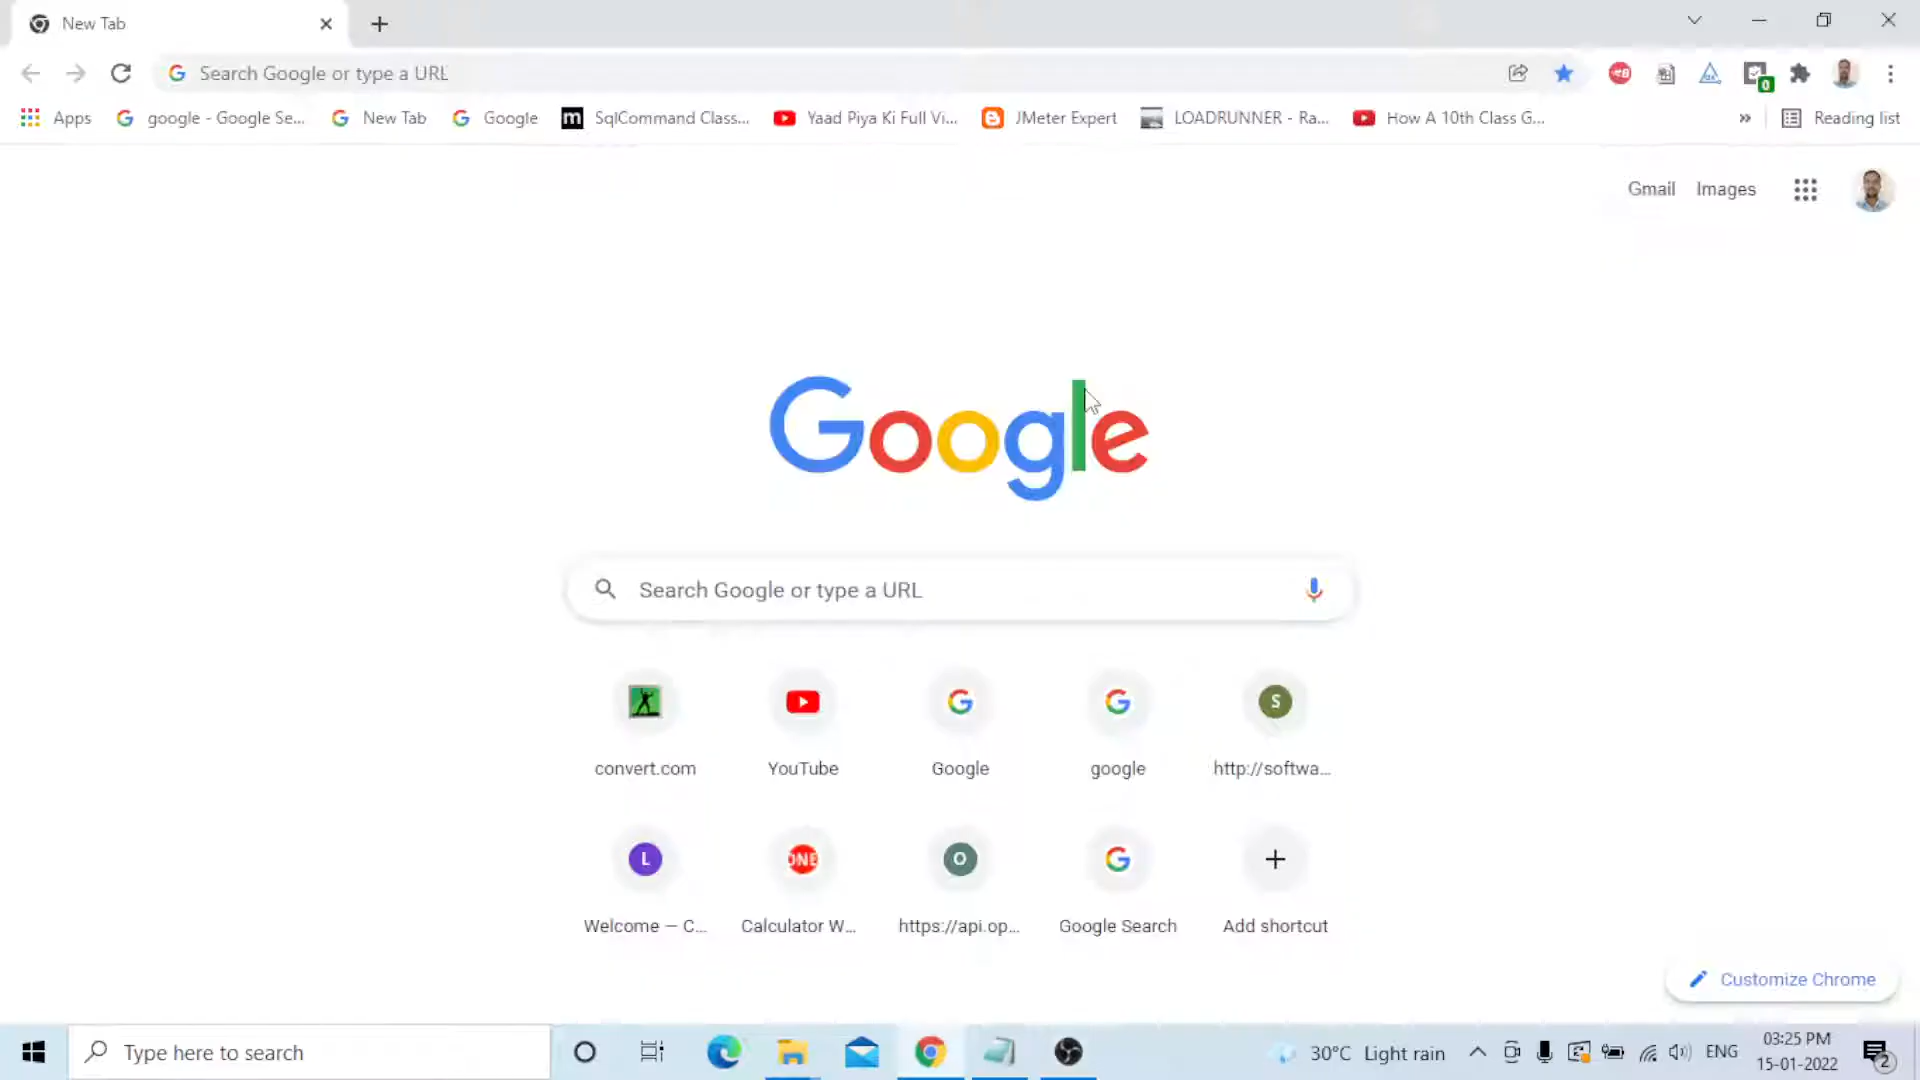 New Tab
Search Google or type a URL
Apps google - Google Se... New Tab Google m SqlCommand Class... Yaad Piya Ki Full Vi... JMeter Expert LOADRUNNER - Ra... How A 10th Class G... » Reading list
0
Gmail Images
Google
Search Google or type a URL
S
convert.com YouTube Google google http://softwa...
L ONE O
Welcome — C... Calculator W... https://api.op... Google Search Add shortcut
Customize Chrome
Type here to search
30°C Light rain
ENG
03:25 PM
15-01-2022
2